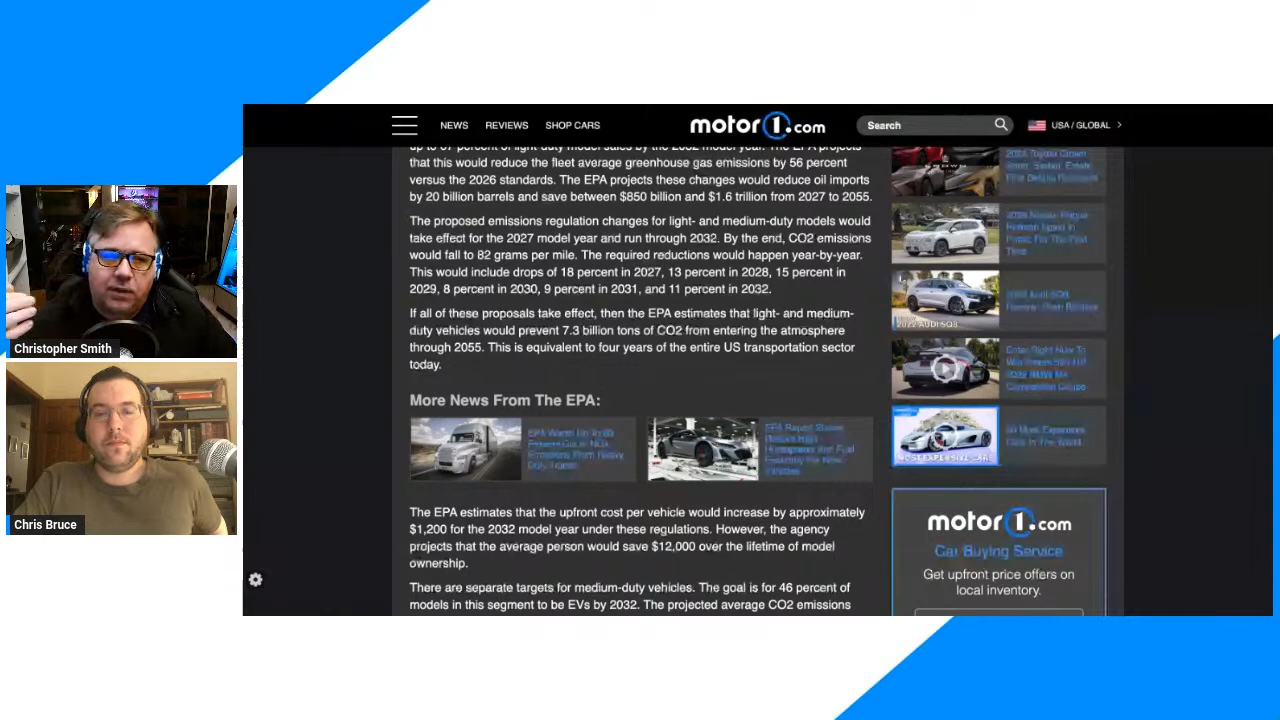 NEWS
REVIEWS
SHOP CARS
motor1.com
Search
USA / GLOBAL
that this would reduce the fleet average greenhouse gas emissions by 56 percent
versus the 2026 standards. The EPA projects these changes would reduce oil imports
by 20 billion barrels and save between $850 billion and $1.6 trillion from 2027 to 2055.
The proposed emissions regulation changes for light- and medium-duty models would
take effect for the 2027 model year and run through 2032. By the end, CO2 emissions
would fall to 82 grams per mile. The required reductions would happen year-by-year.
This would include drops of 18 percent in 2027, 13 percent in 2028, 15 percent in
2029, 8 percent in 2030, 9 percent in 2031, and 11 percent in 2032.
If all of these proposals take effect, then the EPA estimates that light- and medium-
duty vehicles would prevent 7.3 billion tons of CO2 from entering the atmosphere
through 2055. This is equivalent to four years of the entire US transportation sector
today.
More News From The EPA:
The EPA estimates that the upfront cost per vehicle would increase by approximately
$1,200 for the 2032 model year under these regulations. However, the agency
projects that the average person would save $12,000 over the lifetime of model
ownership.
There are separate targets for medium-duty vehicles. The goal is for 46 percent of
models in this segment to be EVs by 2032. The projected average CO2 emissions
2022 AUDI SQ8
MOST EXPENSIVE CARS
Cars In The World
motor1.com
Car Buying Service
Get upfront price offers on
local inventory.
Christopher Smith
Chris Bruce